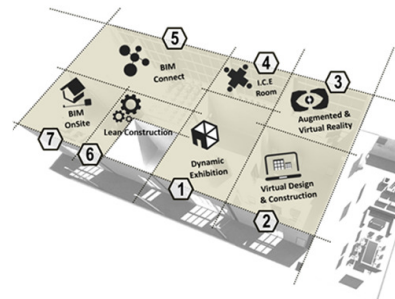 5
BIM
Connect
4
I.C.E
Room
3
Augmented &
Virtual Reality
BIM
OnSite
7
Lean Construction
6
Dynamic
Exhibition
1
Virtual Design
& Construction
2